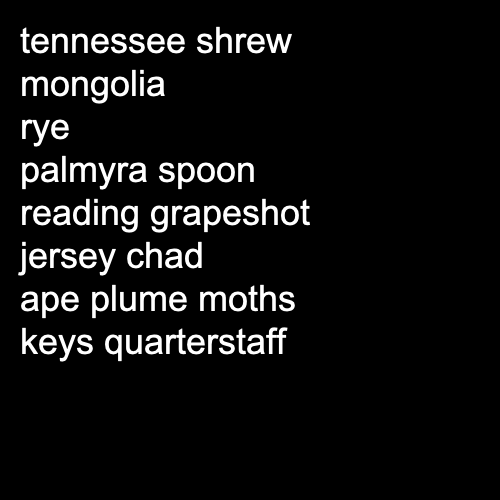 tennessee shrew
mongolia
rye
palmyra spoon
reading grapeshot
jersey chad
ape plume moths
keys quarterstaff